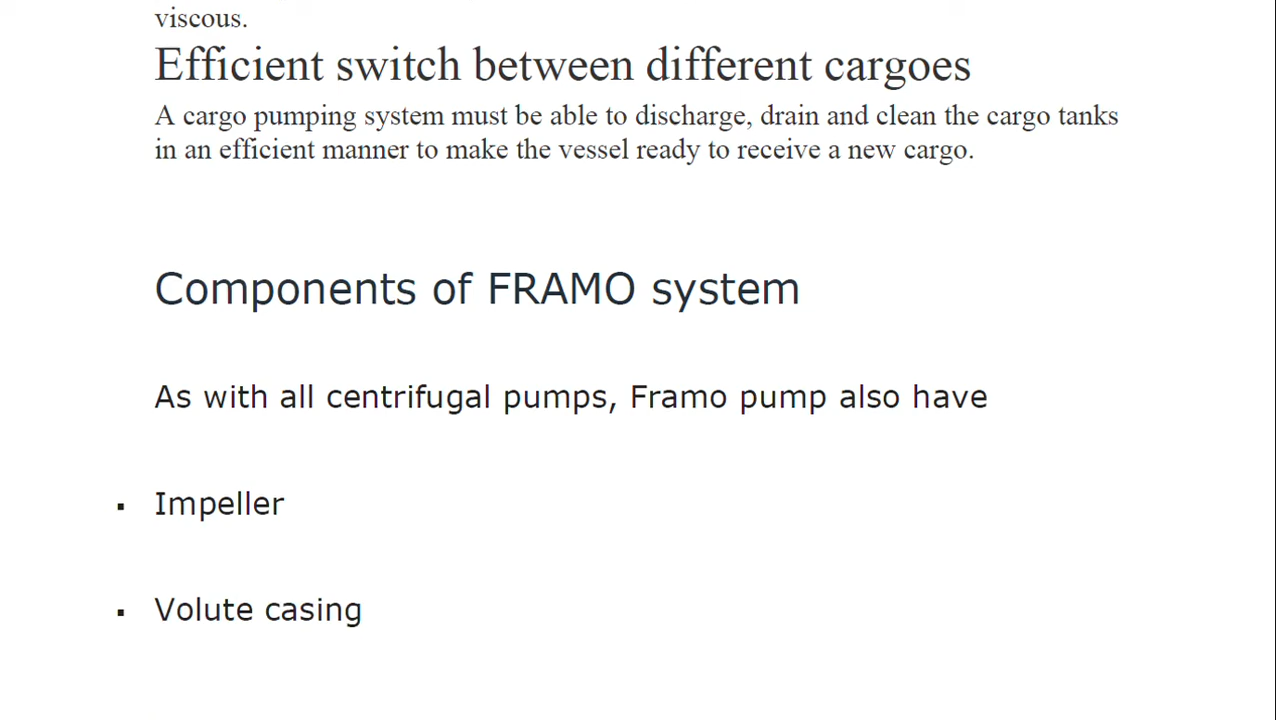 viscous.
Efficient switch between different cargoes
A cargo pumping system must be able to discharge, drain and clean the cargo tanks
in an efficient manner to make the vessel ready to receive a new cargo.
Components of FRAMO system
As with all centrifugal pumps, Framo pump also have
▪ Impeller
▪ Volute casing